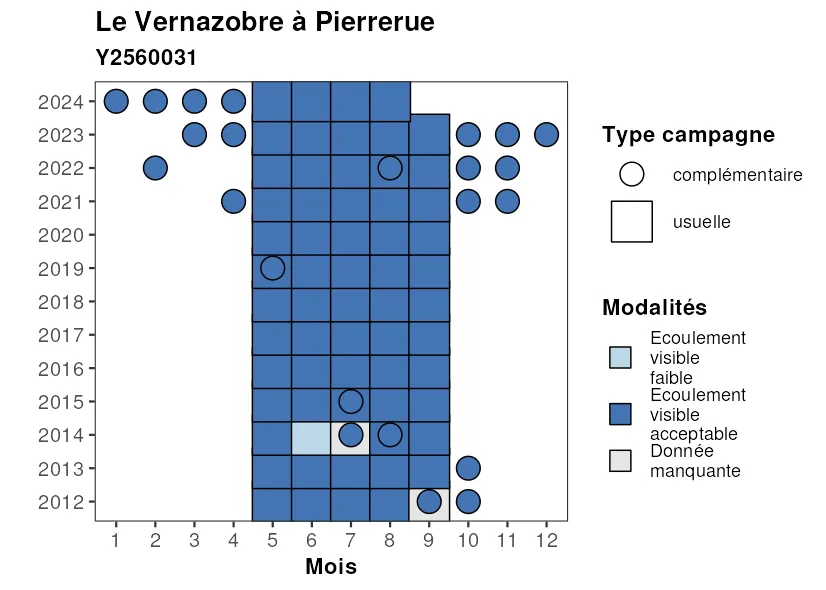 Le Vernazobre à Pierrerue
Y2560031
2024
2023
2022
2021
2020
2019
2018
2017
2016
2015
2014
2013
2012
1 2 3 4 5 6 7 8 9 10 11 12
Mois
Type campagne
complémentaire
usuelle
Modalités
Ecoulement
visible
faible
Ecoulement
visible
acceptable
Donnée
manquante